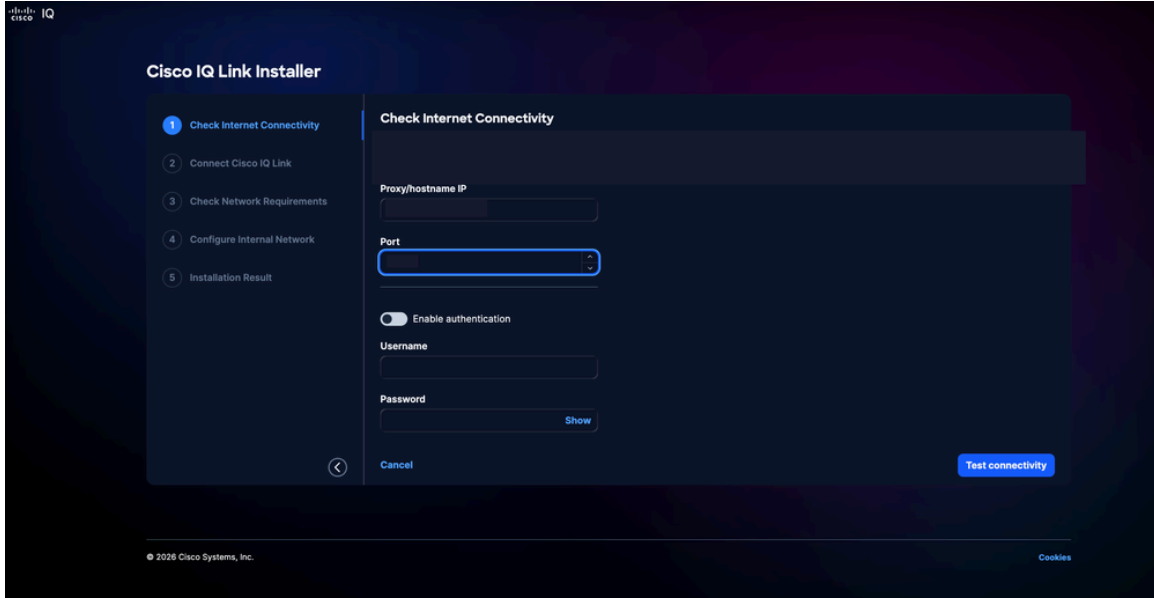 cisco IQ
Cisco IQ Link Installer
1 Check Internet Connectivity
2 Connect Cisco IQ Link
3 Check Network Requirements
4 Configure Internal Network
5 Installation Result
Check Internet Connectivity
Proxy/hostname IP
Port
Enable authentication
Username
Password
Show
Cancel
Test connectivity
© 2026 Cisco Systems, Inc.
Cookies